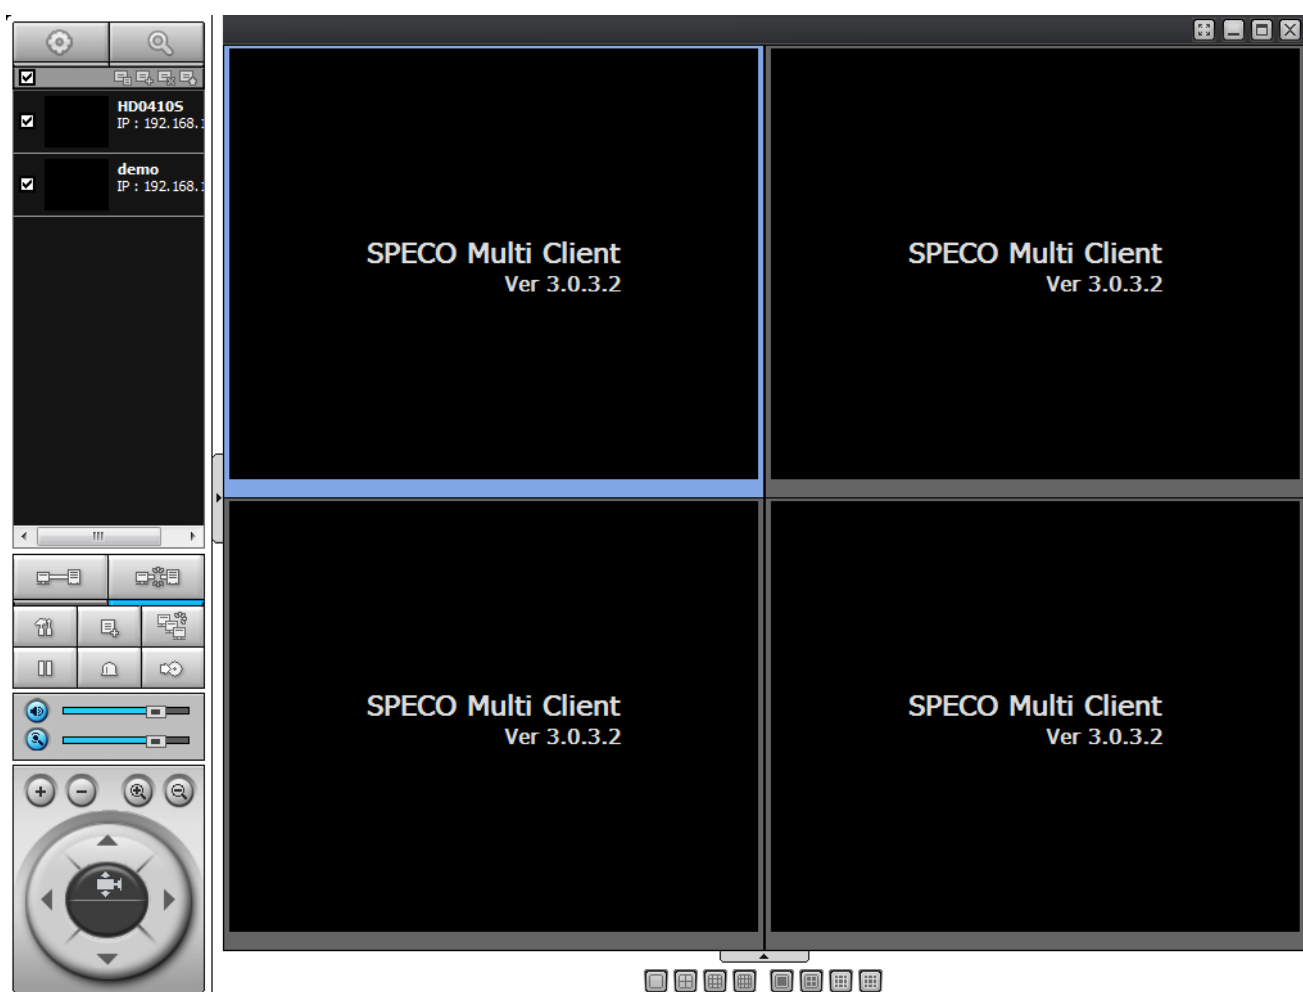 HD0410S
IP : 192.168.1
demo
IP : 192.168.1
SPECO Multi Client
Ver 3.0.3.2
SPECO Multi Client
Ver 3.0.3.2
SPECO Multi Client
Ver 3.0.3.2
SPECO Multi Client
Ver 3.0.3.2